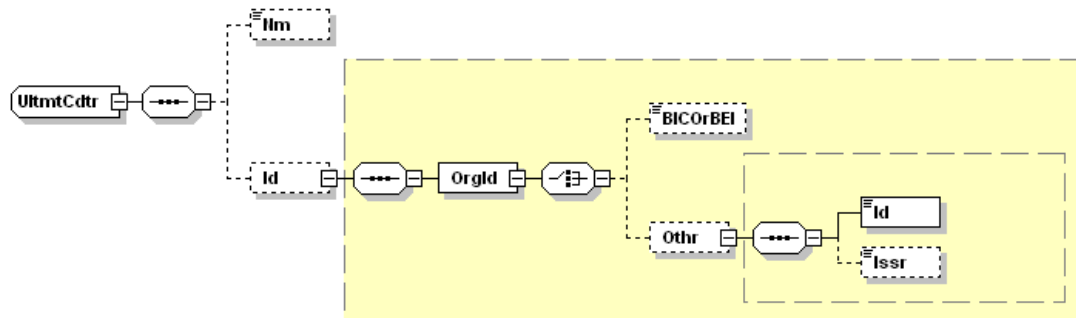 Nm
UltmtCdtr
BICOrBEI
Id
OrgId
Id
Othr
Issr